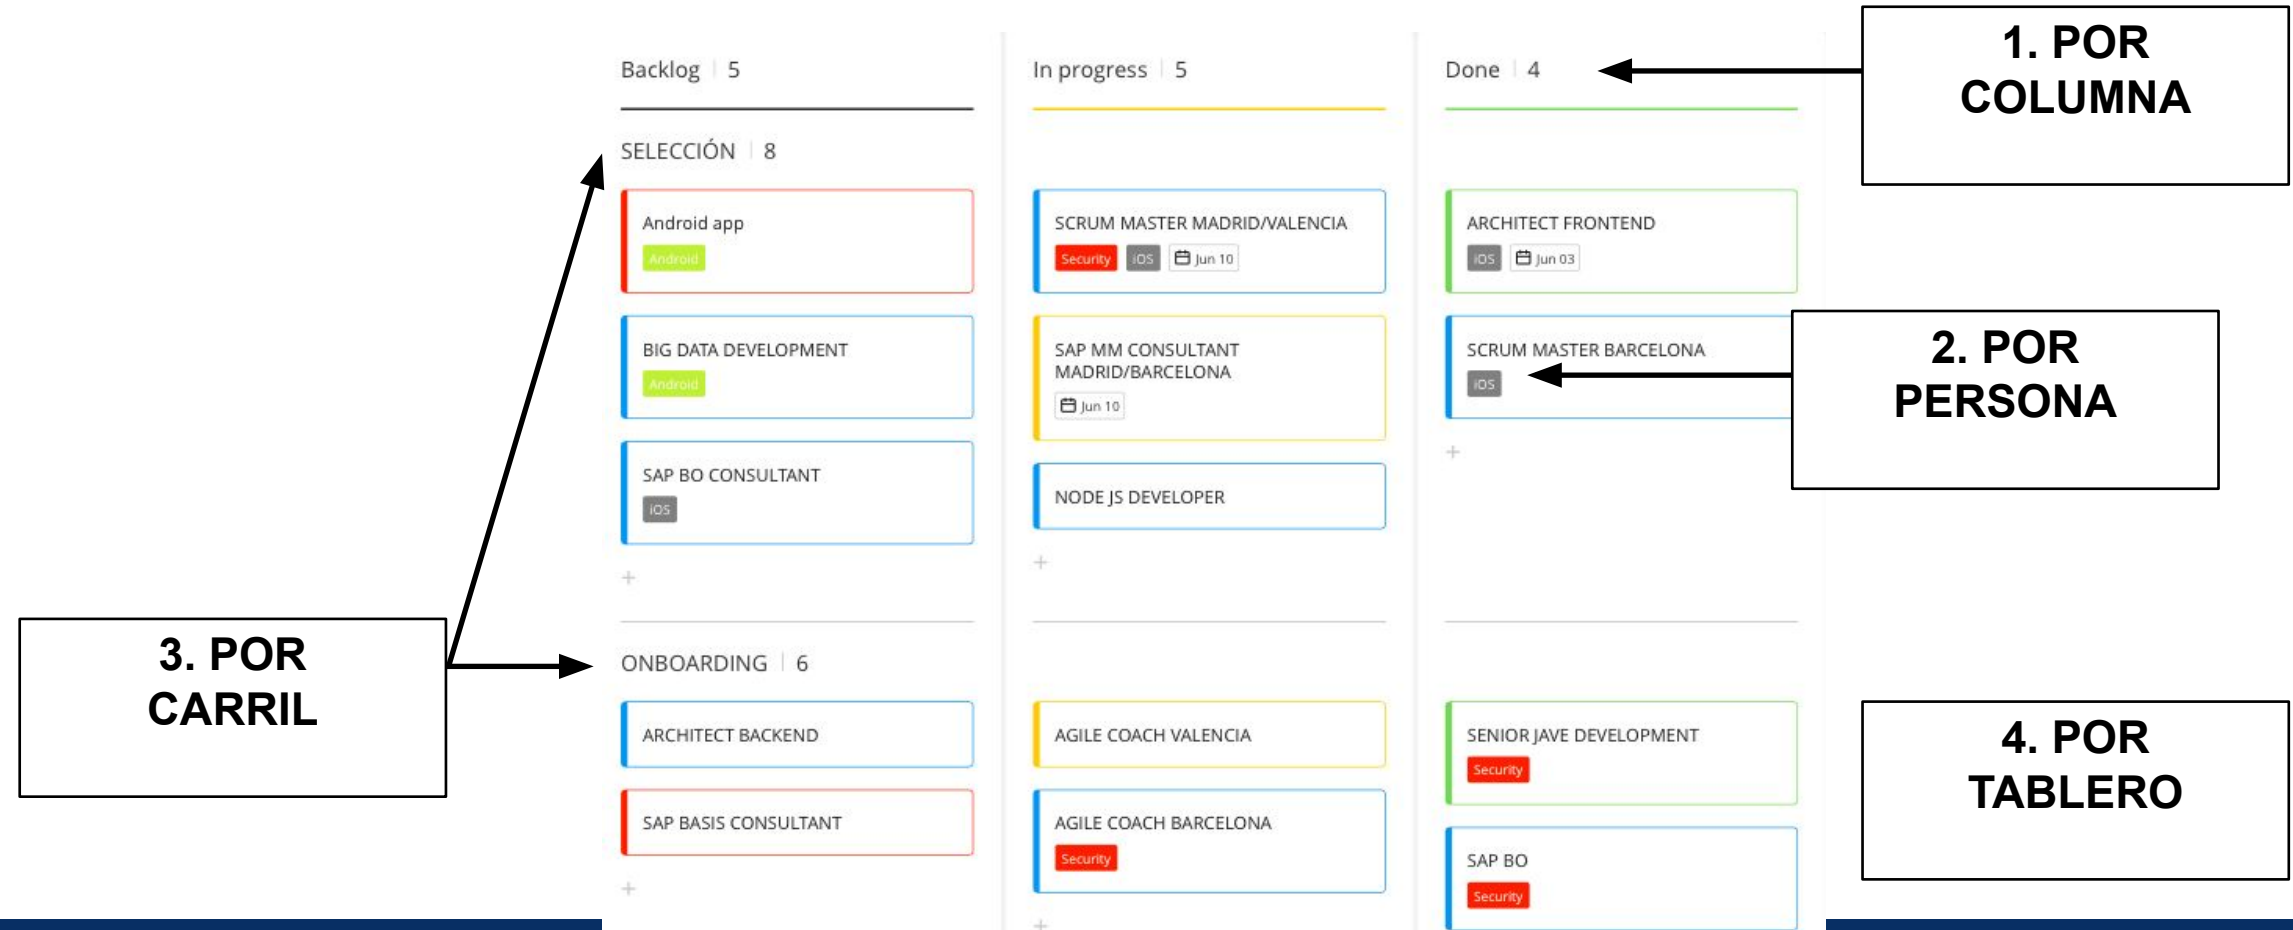 Backlog | 5
In progress | 5
Done | 4
1. POR
COLUMNA
SELECCIÓN | 8
Android app
Android
SCRUM MASTER MADRID/VALENCIA
Security iOS Jun 10
ARCHITECT FRONTEND
iOS Jun 03
BIG DATA DEVELOPMENT
Android
SAP MM CONSULTANT
MADRID/BARCELONA
Jun 10
SCRUM MASTER BARCELONA
iOS
2. POR
PERSONA
SAP BO CONSULTANT
iOS
NODE JS DEVELOPER
+
+
+
3. POR
CARRIL
ONBOARDING | 6
ARCHITECT BACKEND
AGILE COACH VALENCIA
SENIOR JAVE DEVELOPMENT
Security
4. POR
TABLERO
SAP BASIS CONSULTANT
AGILE COACH BARCELONA
Security
SAP BO
Security
+
+